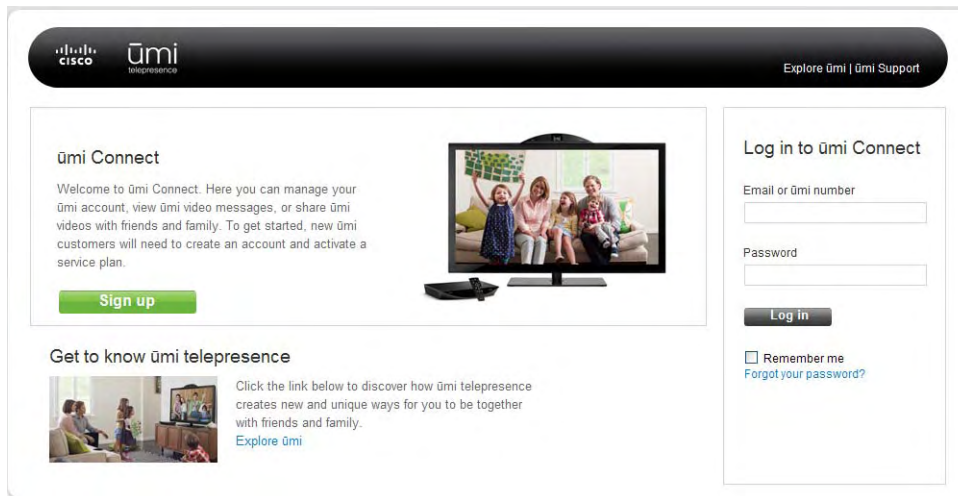 cisco
ūmi
telepresence
Explore ūmi | ūmi Support
ūmi Connect
Welcome to ūmi Connect. Here you can manage your
ūmi account, view ūmi video messages, or share ūmi
videos with friends and family. To get started, new ūmi
customers will need to create an account and activate a
service plan.
Sign up
Get to know ūmi telepresence
Click the link below to discover how ūmi telepresence
creates new and unique ways for you to be together
with friends and family.
Explore ūmi
Log in to ūmi Connect
Email or ūmi number
Password
Log in
Remember me
Forgot your password?